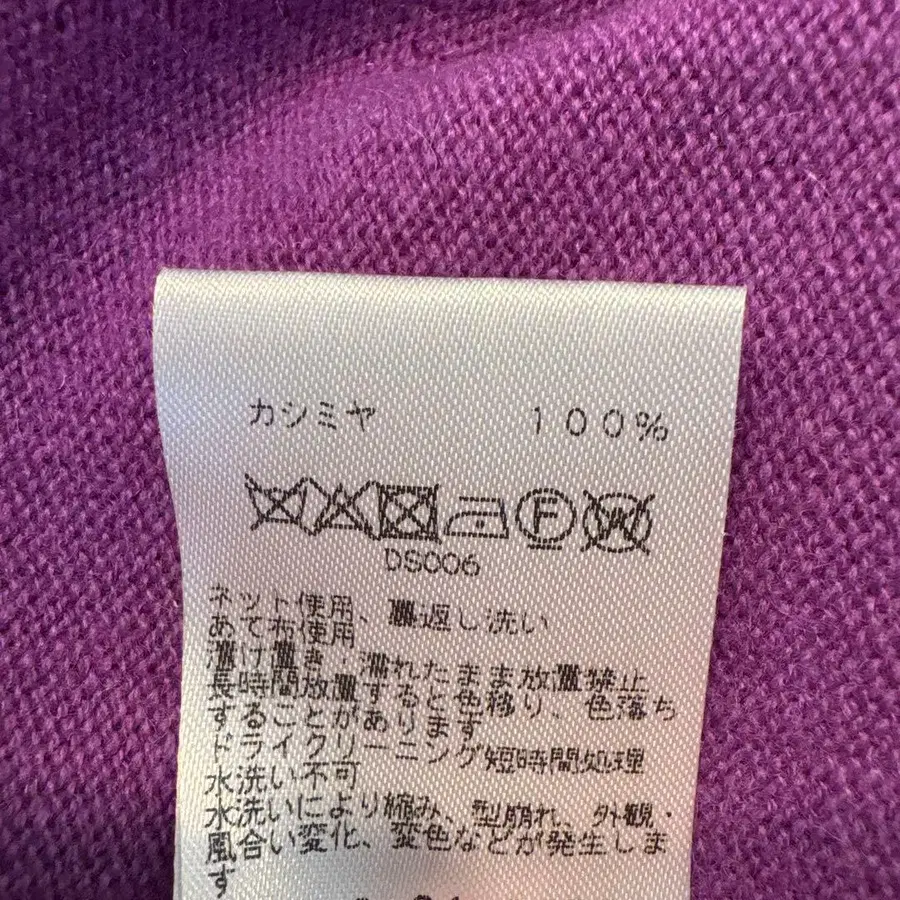 カシミヤ 100%
F W
DS006
ネット使用、裏返し洗い
あて布使用
漬け置き・濡れたまま放置禁止
長時間放置すると色移り、色落ち
することがあります
ドライクリーニング短時間処理
水洗い不可
水洗いにより縮み、型崩れ、外観・
風合い変化、変色などが発生しま
す